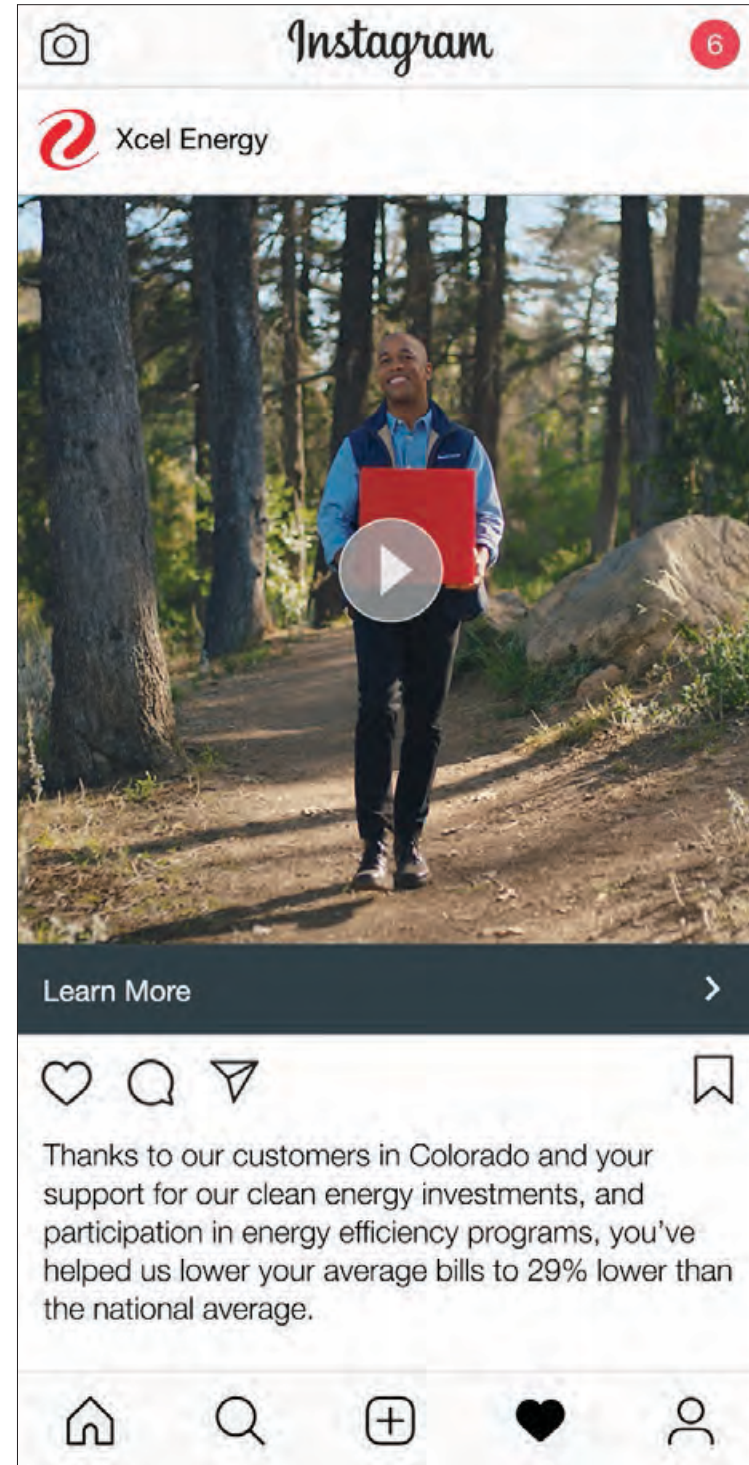 Instagram
6
Xcel Energy
Learn More
Thanks to our customers in Colorado and your
support for our clean energy investments, and
participation in energy efficiency programs, you've
helped us lower your average bills to 29% lower than
the national average.